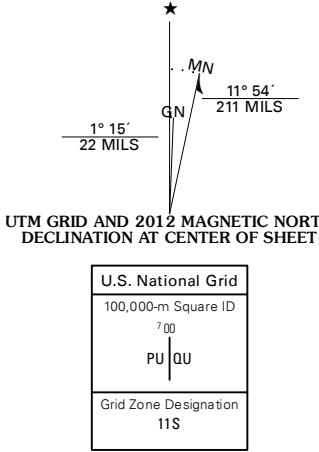 ★
MN
GN
11° 54´
211 MILS
1° 15´
22 MILS
UTM GRID AND 2012 MAGNETIC NORT
DECLINATION AT CENTER OF SHEET
U.S. National Grid
100,000-m Square ID
7 00
PU QU
Grid Zone Designation
11S